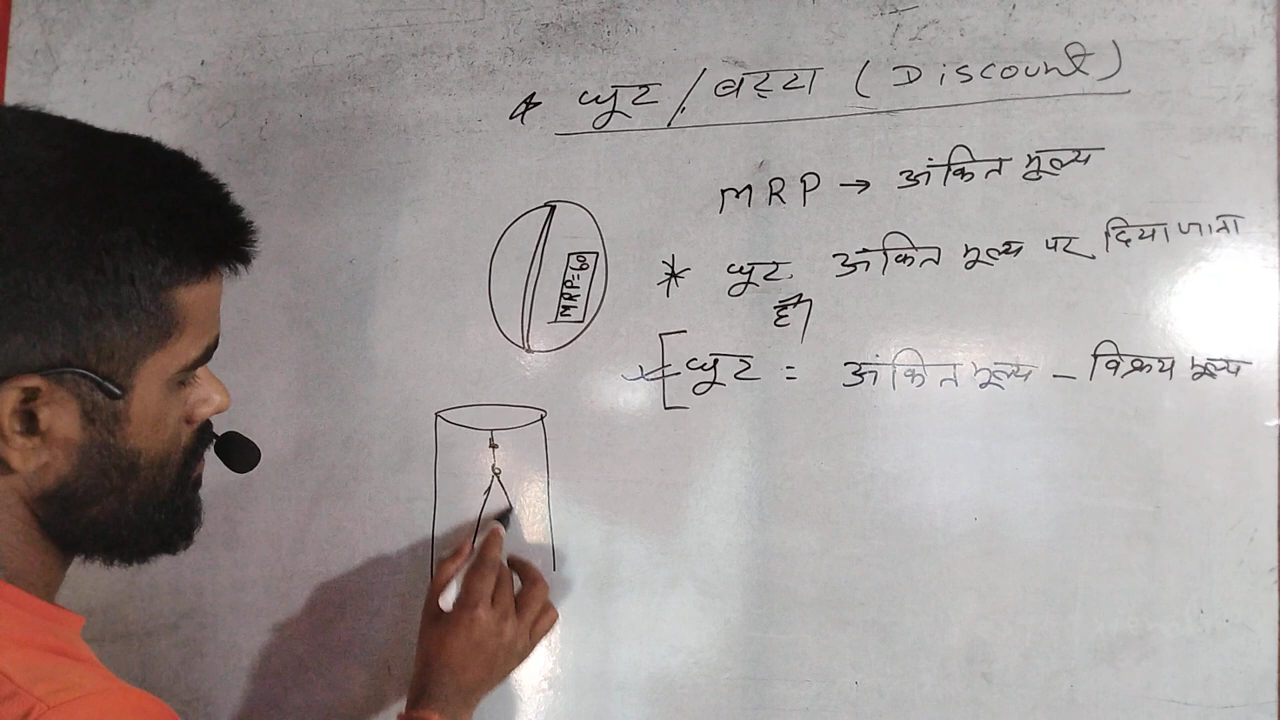 * छूट / बट्टा ( Discount )
MRP → अंकित मूल्य
* छूट अंकित मूल्य पर दिया जाता
है।
छूट = अंकित मूल्य – विक्रय मूल्य
MRP=60